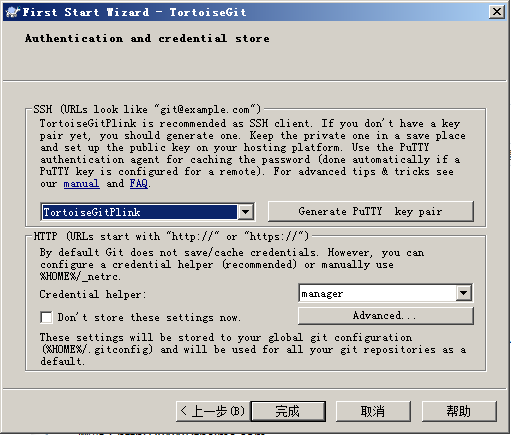 First Start Wizard - TortoiseGit
Authentication and credential store
SSH (URLs look like "git@example.com")
TortoiseGitPlink is recommended as SSH client. If you don't have a key
pair yet, you should generate one. Keep the private one in a save place
and set up the public key on your hosting platform. Use the PuTTY
authentication agent for caching the password (done automatically if a
PuTTY key is configured for a remote). For advanced tips & tricks see
our manual and FAQ.
TortoiseGitPlink
Generate PuTTY key pair
HTTP (URLs start with "http://" or "https://")
By default Git does not save/cache credentials. However, you can
configure a credential helper (recommended) or manually use
%HOME%/_netrc.
Credential helper:
manager
Don't store these settings now.
Advanced...
These settings will be stored to your global git configuration
(%HOME%/.gitconfig) and will be used for all your git repositories as a
default.
< 上一步(B)
完成
取消
帮助